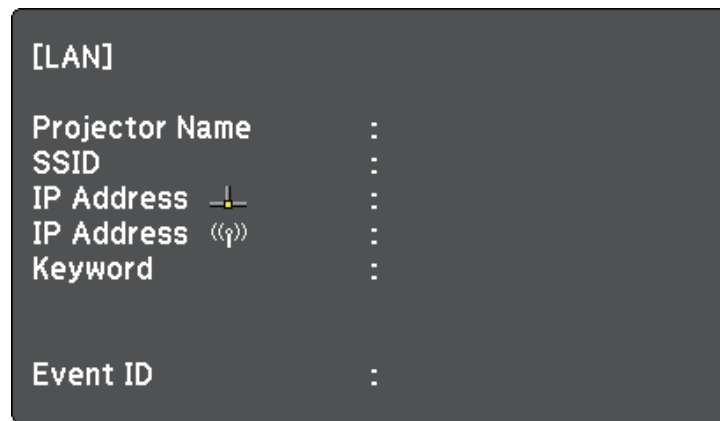 [LAN]
Projector Name :
SSID :
IP Address :
IP Address :
Keyword :
Event ID :